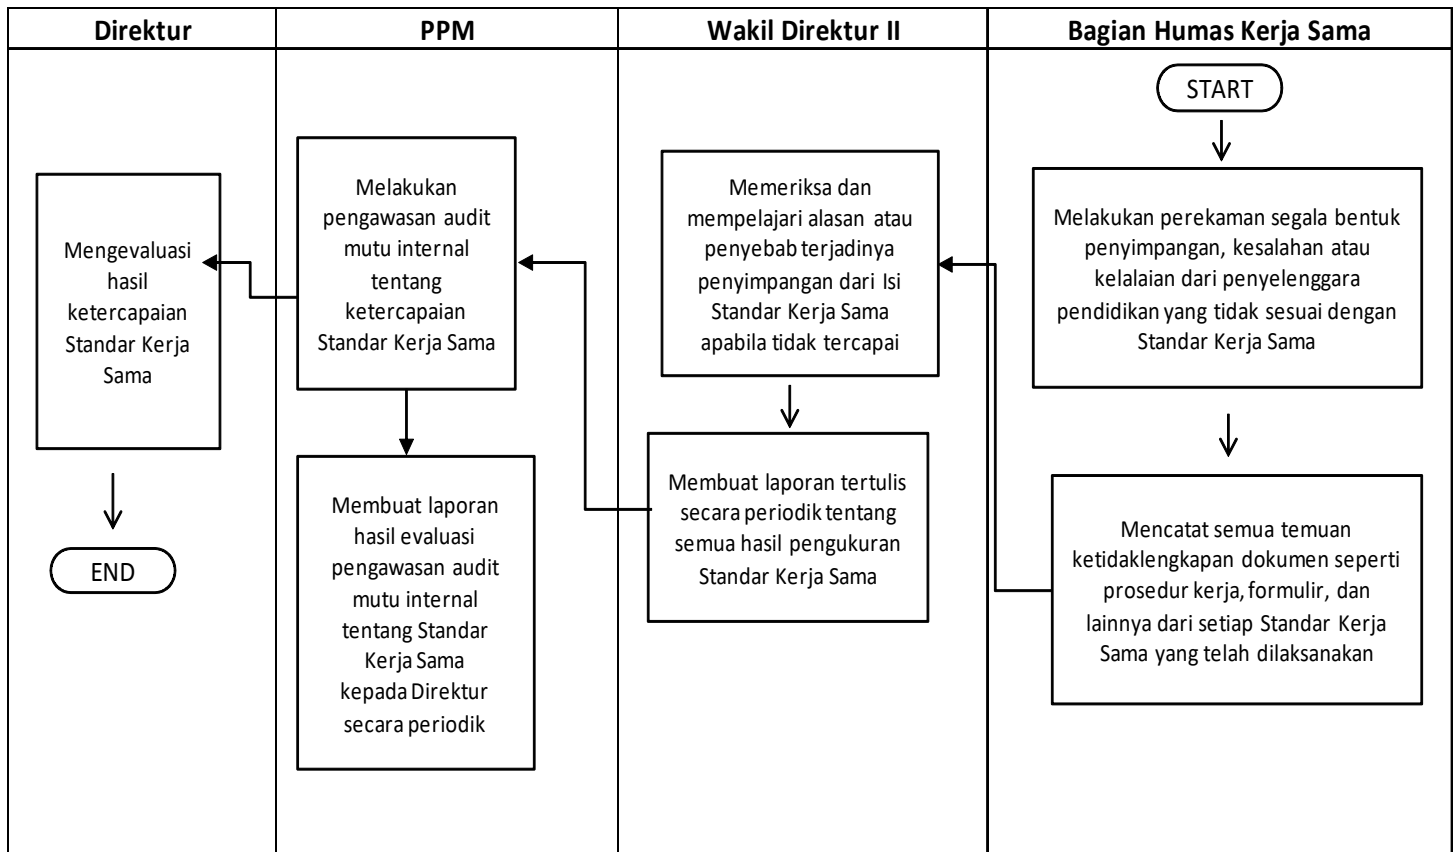 Direktur
PPM
Wakil Direktur II
Bagian Humas Kerja Sama
START
Melakukan perekaman segala bentuk
penyimpangan, kesalahan atau
kelalaian dari penyelenggara
pendidikan yang tidak sesuai dengan
Standar Kerja Sama
Mencatat semua temuan
ketidaklengkapan dokumen seperti
prosedur kerja, formulir, dan
lainnya dari setiap Standar Kerja
Sama yang telah dilaksanakan
Memeriksa dan
mempelajari alasan atau
penyebab terjadinya
penyimpangan dari Isi
Standar Kerja Sama
apabila tidak tercapai
Membuat laporan tertulis
secara periodik tentang
semua hasil pengukuran
Standar Kerja Sama
Melakukan
pengawasan audit
mutu internal
tentang
ketercapaian
Standar Kerja Sama
Membuat laporan
hasil evaluasi
pengawasan audit
mutu internal
tentang Standar
Kerja Sama
kepada Direktur
secara periodik
Mengevaluasi
hasil
ketercapaian
Standar Kerja
Sama
END